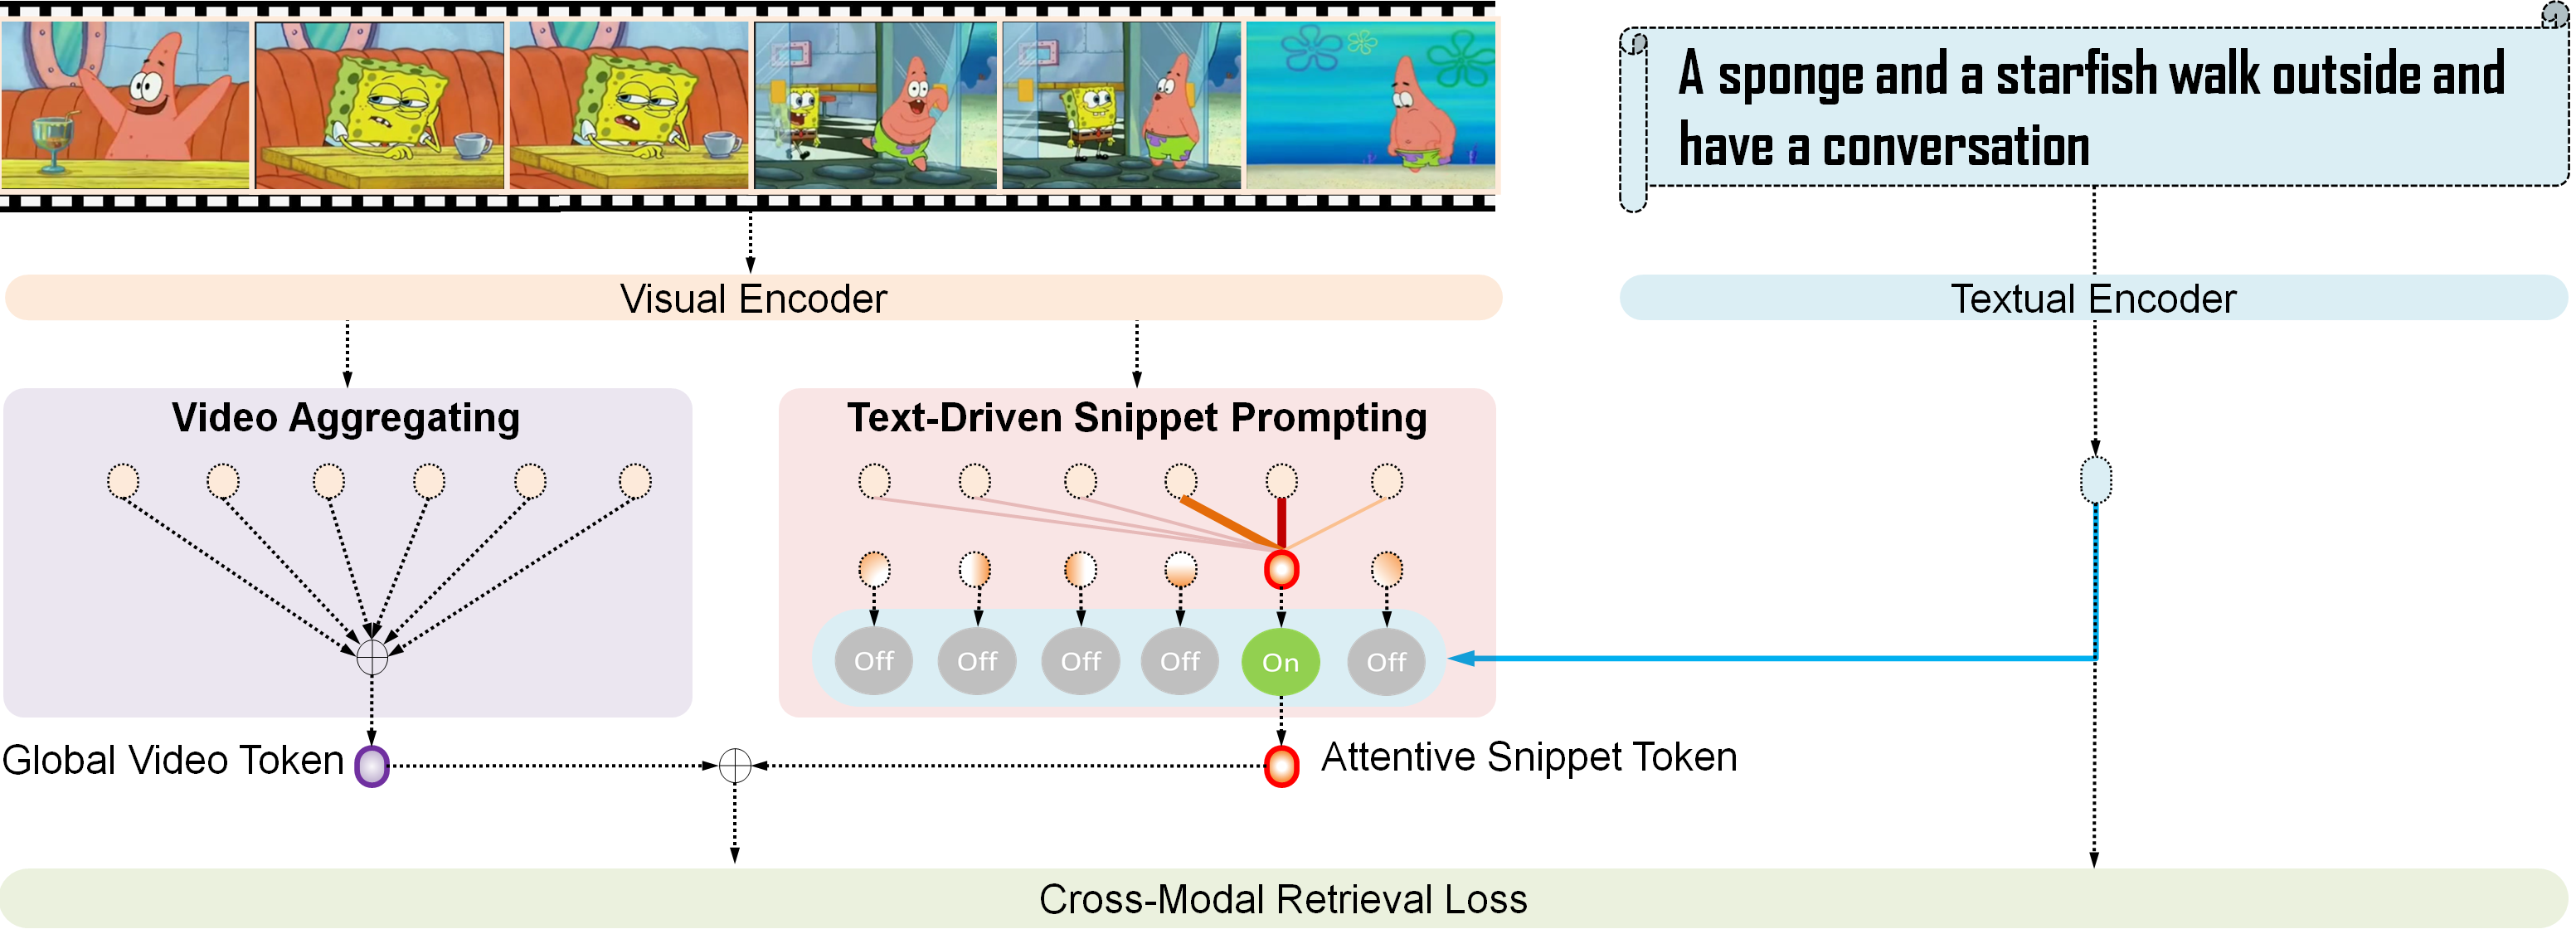 A sponge and a starfish walk outside and
have a conversation
Visual Encoder
Textual Encoder
Video Aggregating
Text-Driven Snippet Prompting
Off
Off
Off
Off
On
Off
Global Video Token
Attentive Snippet Token
Cross-Modal Retrieval Loss